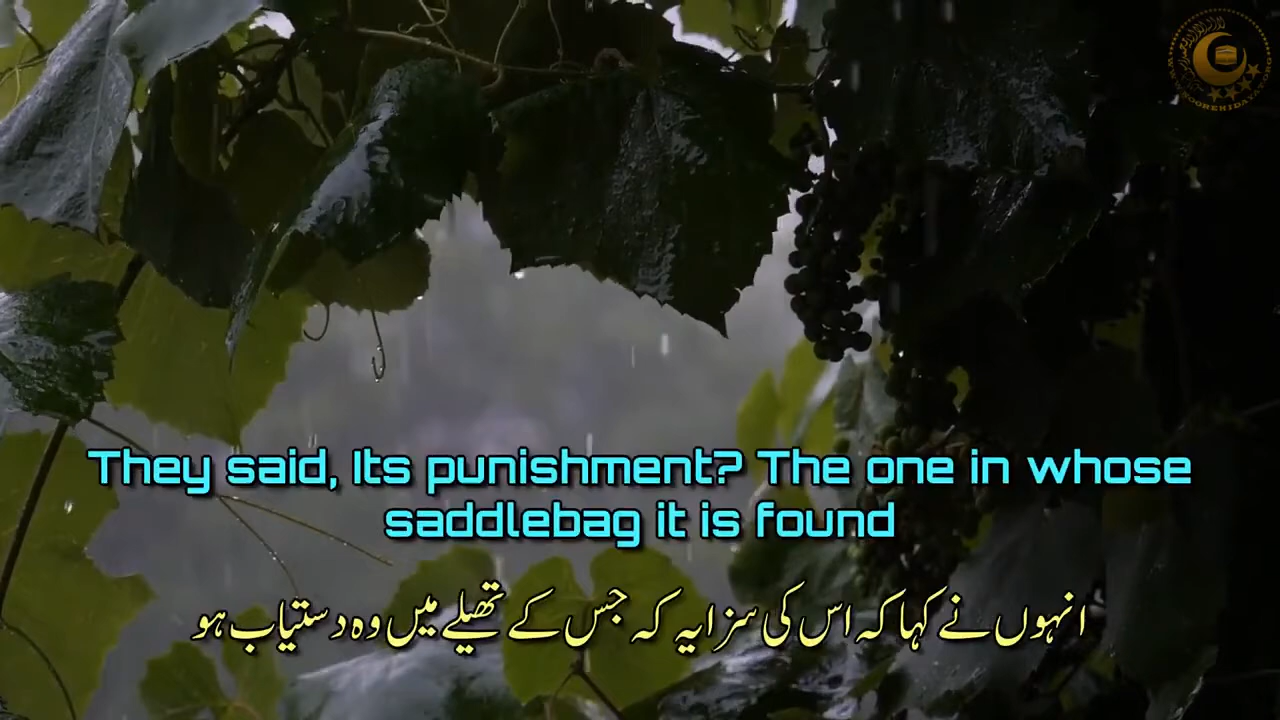 They said, Its punishment? The one in whose
saddlebag it is found
انہوں نے کہا کہ اس کی سزا یہ کہ جس کے تھیلے میں وہ دستیاب ہو